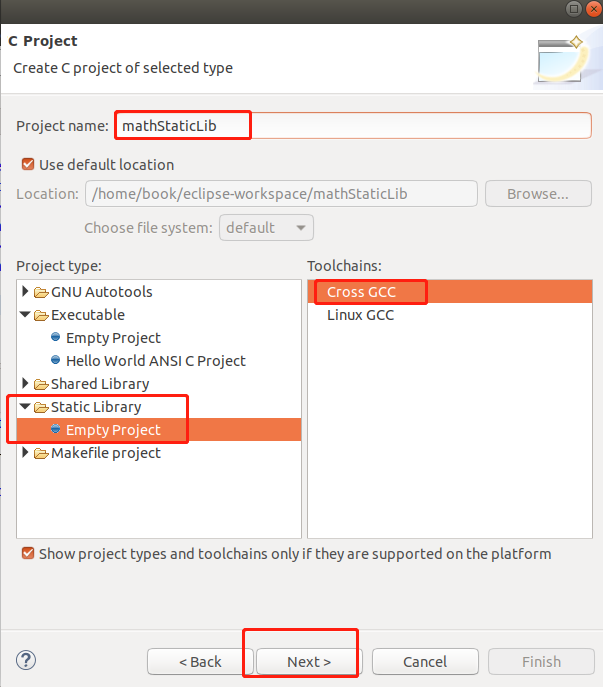 C Project
Create C project of selected type
Project name: mathStaticLib
Use default location
Location: /home/book/eclipse-workspace/mathStaticLib Browse...
Choose file system: default
Project type: Toolchains:
GNU Autotools Cross GCC
Executable Linux GCC
Empty Project
Hello World ANSI C Project
Shared Library
Static Library
Empty Project
Makefile project
Show project types and toolchains only if they are supported on the platform
? < Back Next > Cancel Finish